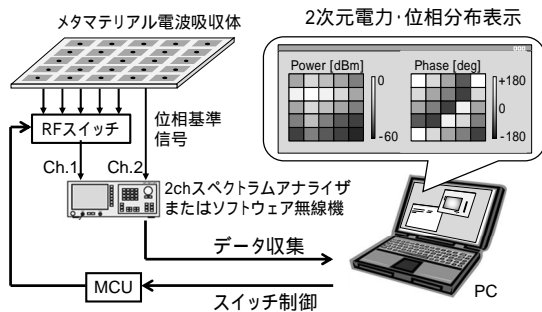 メタマテリアル電波吸収体
2次元電力･位相分布表示
Power [dBm]
Phase [deg]
0
-60
+180
0
-180
RFスイッチ
位相基準
信号
Ch.1
Ch.2
2chスペクトラムアナライザ
またはソフトウェア無線機
データ収集
MCU
スイッチ制御
PC